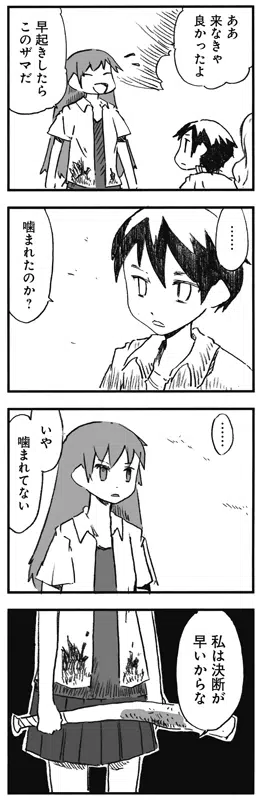 ああ
来なきゃ
良かったよ
早起きしたら
このザマだ
……
噛まれたのか？
……
いや
噛まれてない
私は決断が
早いからな